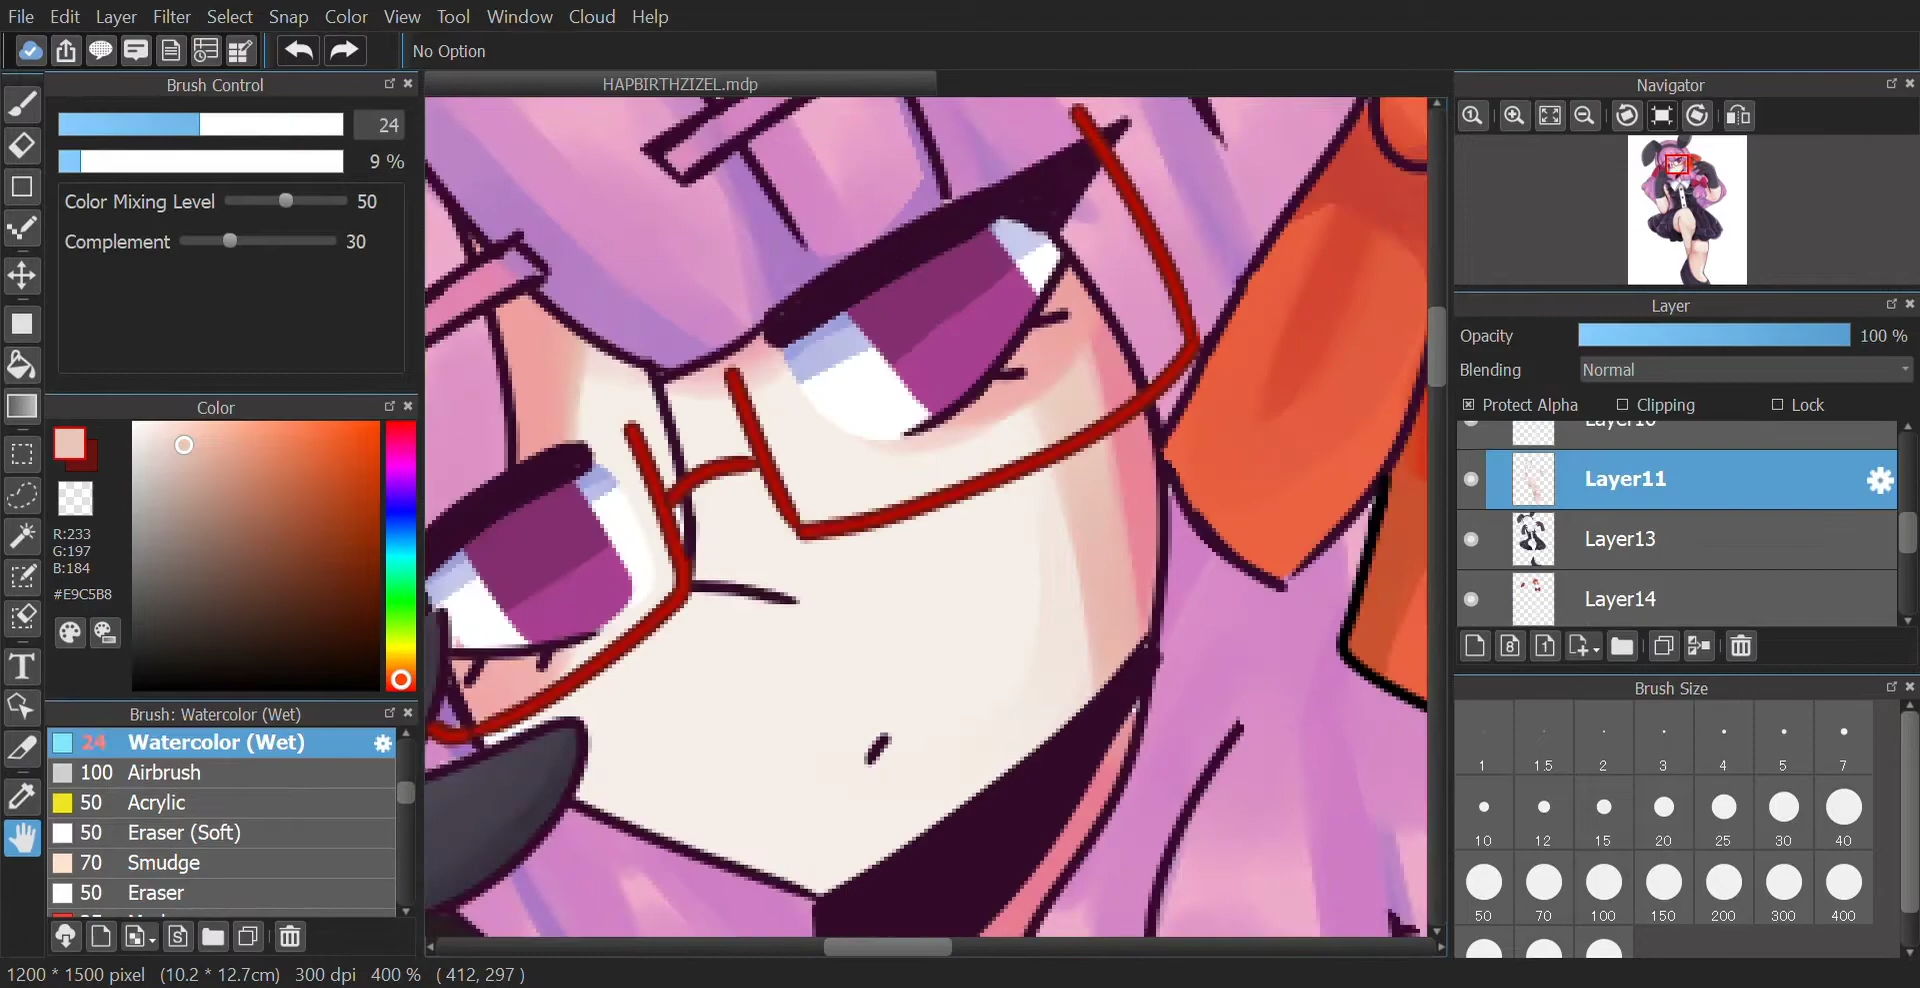 File Edit Layer Filter Select Snap Color View Tool Window Cloud Help
No Option
Brush Control
24
9 %
Color Mixing Level 50
Complement 30
Color
R:233
G:197
B:184
#E9C5B8
Brush: Watercolor (Wet)
24 Watercolor (Wet)
100 Airbrush
50 Acrylic
50 Eraser (Soft)
70 Smudge
50 Eraser
HAPBIRTHZIZEL.mdp
Navigator
Layer
Opacity 100 %
Blending Normal
Protect Alpha Clipping Lock
Layer11
Layer13
Layer14
8 1
Brush Size
1 1.5 2 3 4 5 7
10 12 15 20 25 30 40
50 70 100 150 200 300 400
1200 * 1500 pixel (10.2 * 12.7cm) 300 dpi 400 % ( 412, 297 )